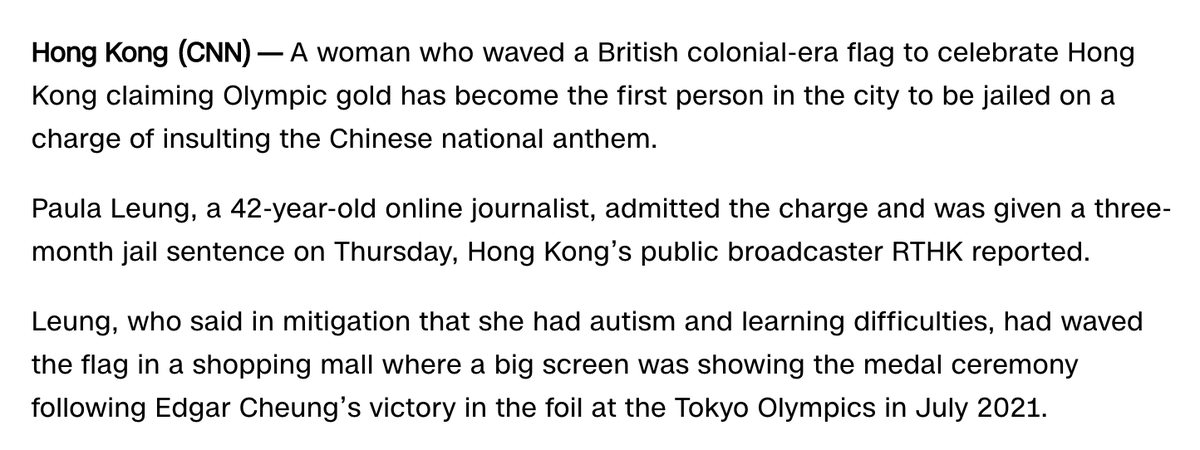 Hong Kong (CNN) — A woman who waved a British colonial-era flag to celebrate Hong
Kong claiming Olympic gold has become the first person in the city to be jailed on a
charge of insulting the Chinese national anthem.
Paula Leung, a 42-year-old online journalist, admitted the charge and was given a three-
month jail sentence on Thursday, Hong Kong’s public broadcaster RTHK reported.
Leung, who said in mitigation that she had autism and learning difficulties, had waved
the flag in a shopping mall where a big screen was showing the medal ceremony
following Edgar Cheung’s victory in the foil at the Tokyo Olympics in July 2021.